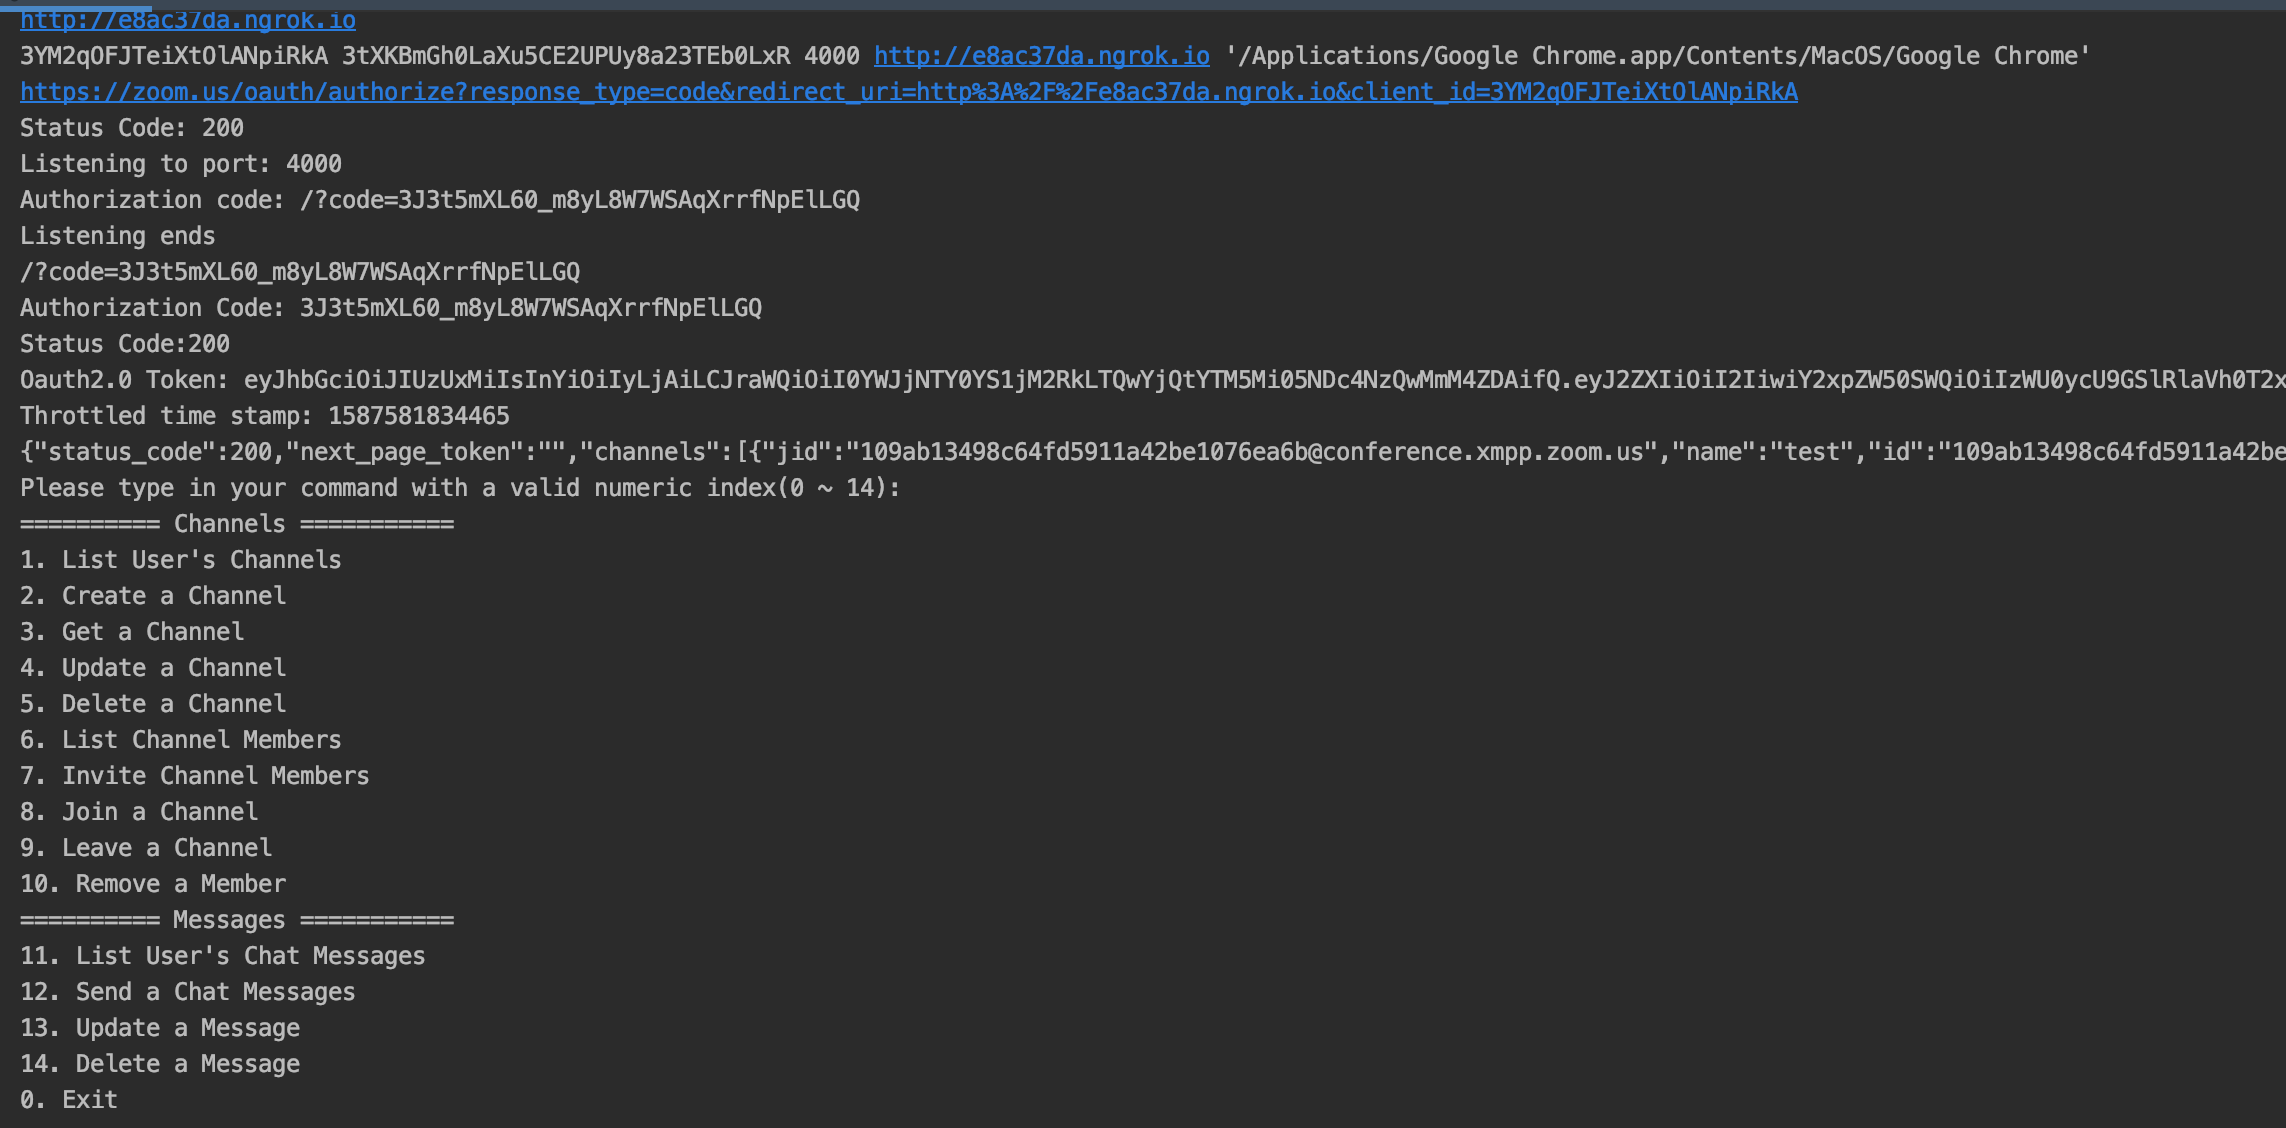 http://e8ac37da.ngrok.io
3YM2qOFJTeiXtOlANpiRkA 3tXKBmGh0LaXu5CE2UPUy8a23TEb0LxR 4000 http://e8ac37da.ngrok.io '/Applications/Google Chrome.app/Contents/MacOS/Google Chrome'
https://zoom.us/oauth/authorize?response_type=code&redirect_uri=http%3A%2F%2Fe8ac37da.ngrok.io&client_id=3YM2qOFJTeiXtOlANpiRkA
Status Code: 200
Listening to port: 4000
Authorization code: /?code=3J3t5mXL60_m8yL8W7WSAqXrrfNpElLGQ
Listening ends
/?code=3J3t5mXL60_m8yL8W7WSAqXrrfNpElLGQ
Authorization Code: 3J3t5mXL60_m8yL8W7WSAqXrrfNpElLGQ
Status Code:200
Oauth2.0 Token: eyJhbGciOiJIUzUxMiIsInYiOiIyLjAiLCJraWQiOiI0YWJjNTY0YS1jM2RkLTQwYjQtYTM5Mi05NDc4NzQwMmM4ZDAifQ.eyJ2ZXIiOiI2IiwiY2xpZW50SWQiOiIzWU0ycU9GSlRlaVh0T2x
Throttled time stamp: 1587581834465
{"status_code":200,"next_page_token":"","channels":[{"jid":"109ab13498c64fd5911a42be1076ea6b@conference.xmpp.zoom.us","name":"test","id":"109ab13498c64fd5911a42be
Please type in your command with a valid numeric index(0 ~ 14):
========== Channels ===========
1. List User's Channels
2. Create a Channel
3. Get a Channel
4. Update a Channel
5. Delete a Channel
6. List Channel Members
7. Invite Channel Members
8. Join a Channel
9. Leave a Channel
10. Remove a Member
========== Messages ===========
11. List User's Chat Messages
12. Send a Chat Messages
13. Update a Message
14. Delete a Message
0. Exit